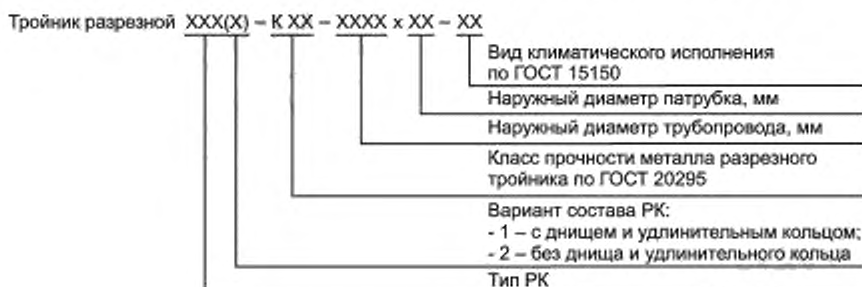 Тройник разрезной XXX(X) – К XX – XXXX x XX – XX
Вид климатического исполнения
по ГОСТ 15150
Наружный диаметр патрубка, мм
Наружный диаметр трубопровода, мм
Класс прочности металла разрезного
тройника по ГОСТ 20295
Вариант состава РК:
- 1 – с днищем и удлинительным кольцом;
- 2 – без днища и удлинительного кольца
Тип РК